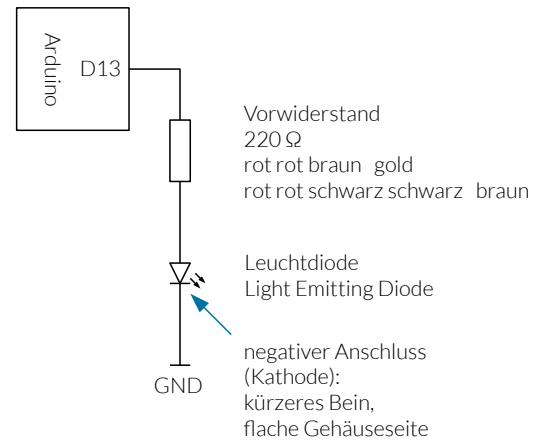 Arduino
D13
Vorwiderstand
220 Ω
rot rot braun gold
rot rot schwarz schwarz braun
Leuchtdiode
Light Emitting Diode
negativer Anschluss
(Kathode):
kürzeres Bein,
flache Gehäuseseite
GND